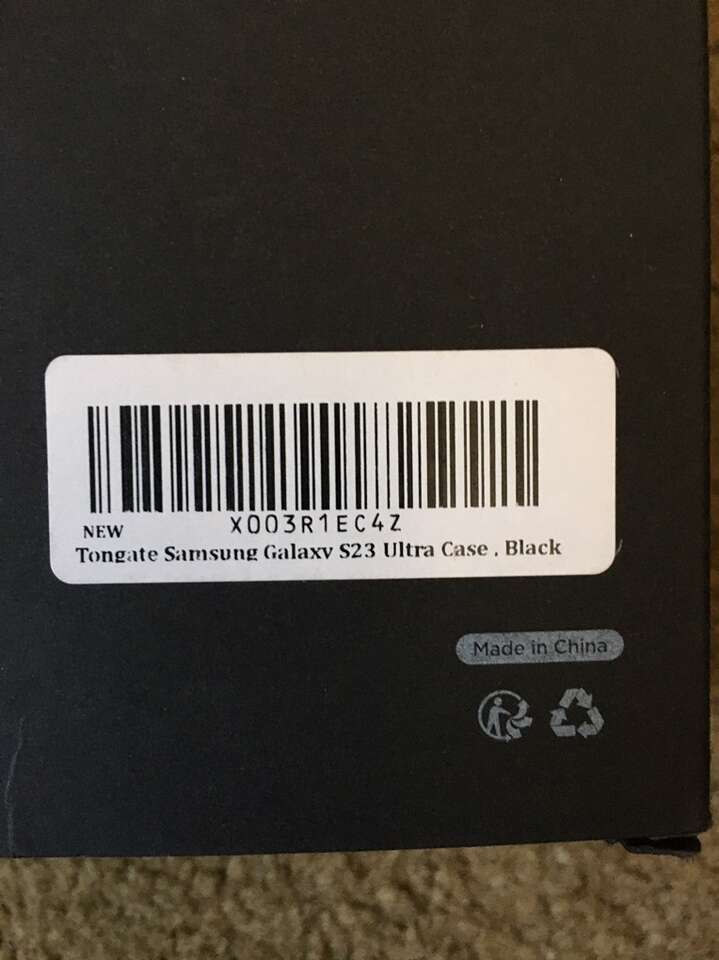 X003R1EC4Z
NEW
Tongate Samsung Galaxy S23 Ultra Case , Black
Made in China